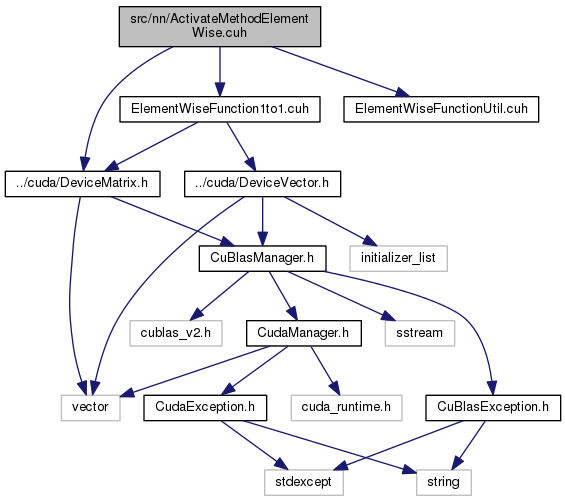 src/nn/ActivateMethodElement
Wise.cuh
ElementWiseFunction1to1.cuh
ElementWiseFunctionUtil.cuh
../cuda/DeviceMatrix.h
../cuda/DeviceVector.h
CuBlasManager.h
initializer_list
cublas_v2.h
CudaManager.h
sstream
vector
CudaException.h
cuda_runtime.h
CuBlasException.h
stdexcept
string